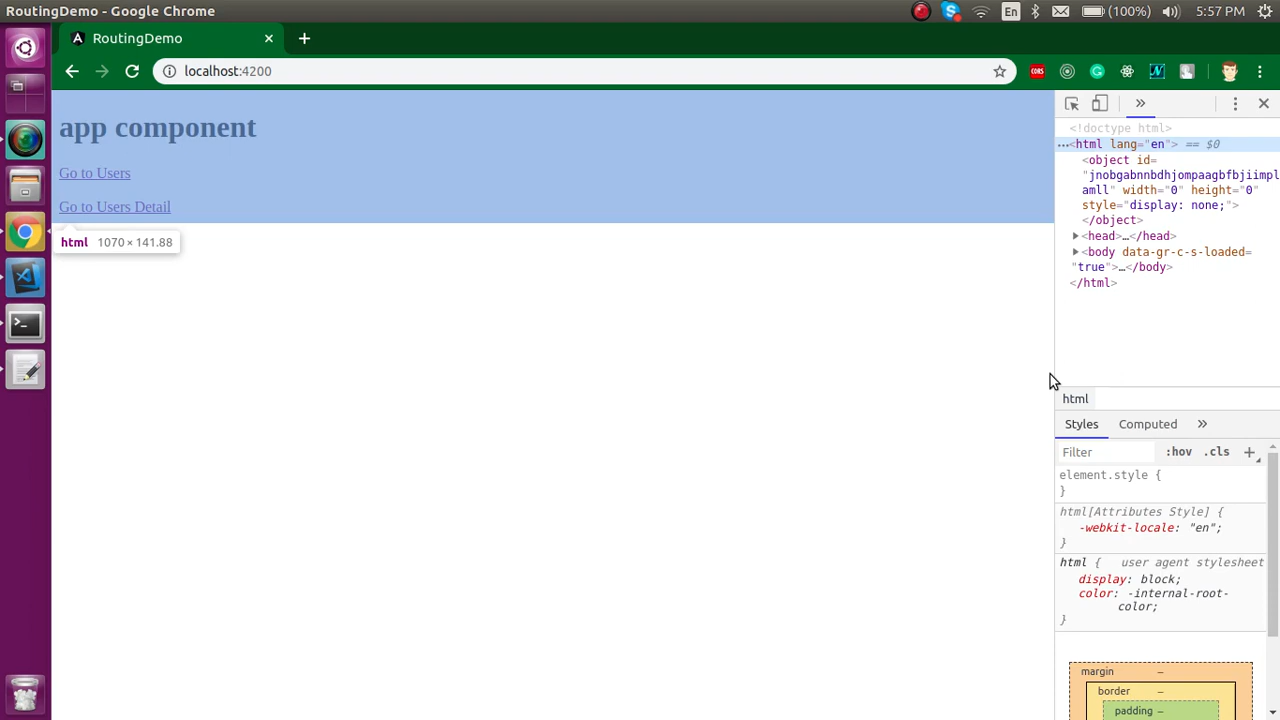 RoutingDemo - Google Chrome
En
(100%)
5:57 PM
RoutingDemo
localhost:4200
CORS
app component
Go to Users
Go to Users Detail
html 1070 × 141.88
<!doctype html>
…<html lang="en"> == $0
<object id=
"jnobgabnnbdhjompaagbfbjiimpl
amll" width="0" height="0"
style="display: none;">
</object>
<head>…</head>
<body data-gr-c-s-loaded=
"true">…</body>
</html>
html
Styles Computed
Filter :hov .cls
element.style {
}
html[Attributes Style] {
-webkit-locale: "en";
}
html { user agent stylesheet
display: block;
color: -internal-root-
color;
}
margin –
border –
padding –